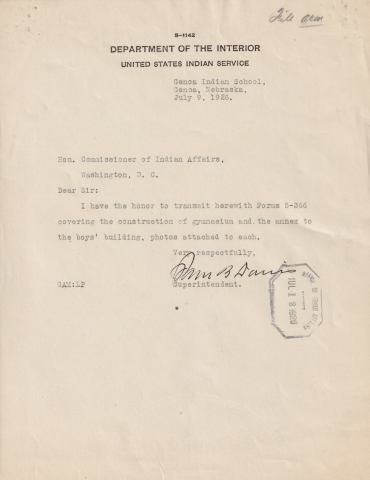 File
5-1142
DEPARTMENT OF THE INTERIOR
UNITED STATES INDIAN SERVICE
Genoa Indian School,
Genoa, Nebraska,
July 9, 1926.
Hon. Commissioner of Indian Affairs,
Washington, D. C.
Dear Sir:
I have the honor to transmit herewith Forms 5-366
covering the construction of gymnasium and the annex to
the boys' building, photos attached to each.
Very respectfully,
Sam B Davis
GAM:LP
Superintendent.
JUL 13 1926